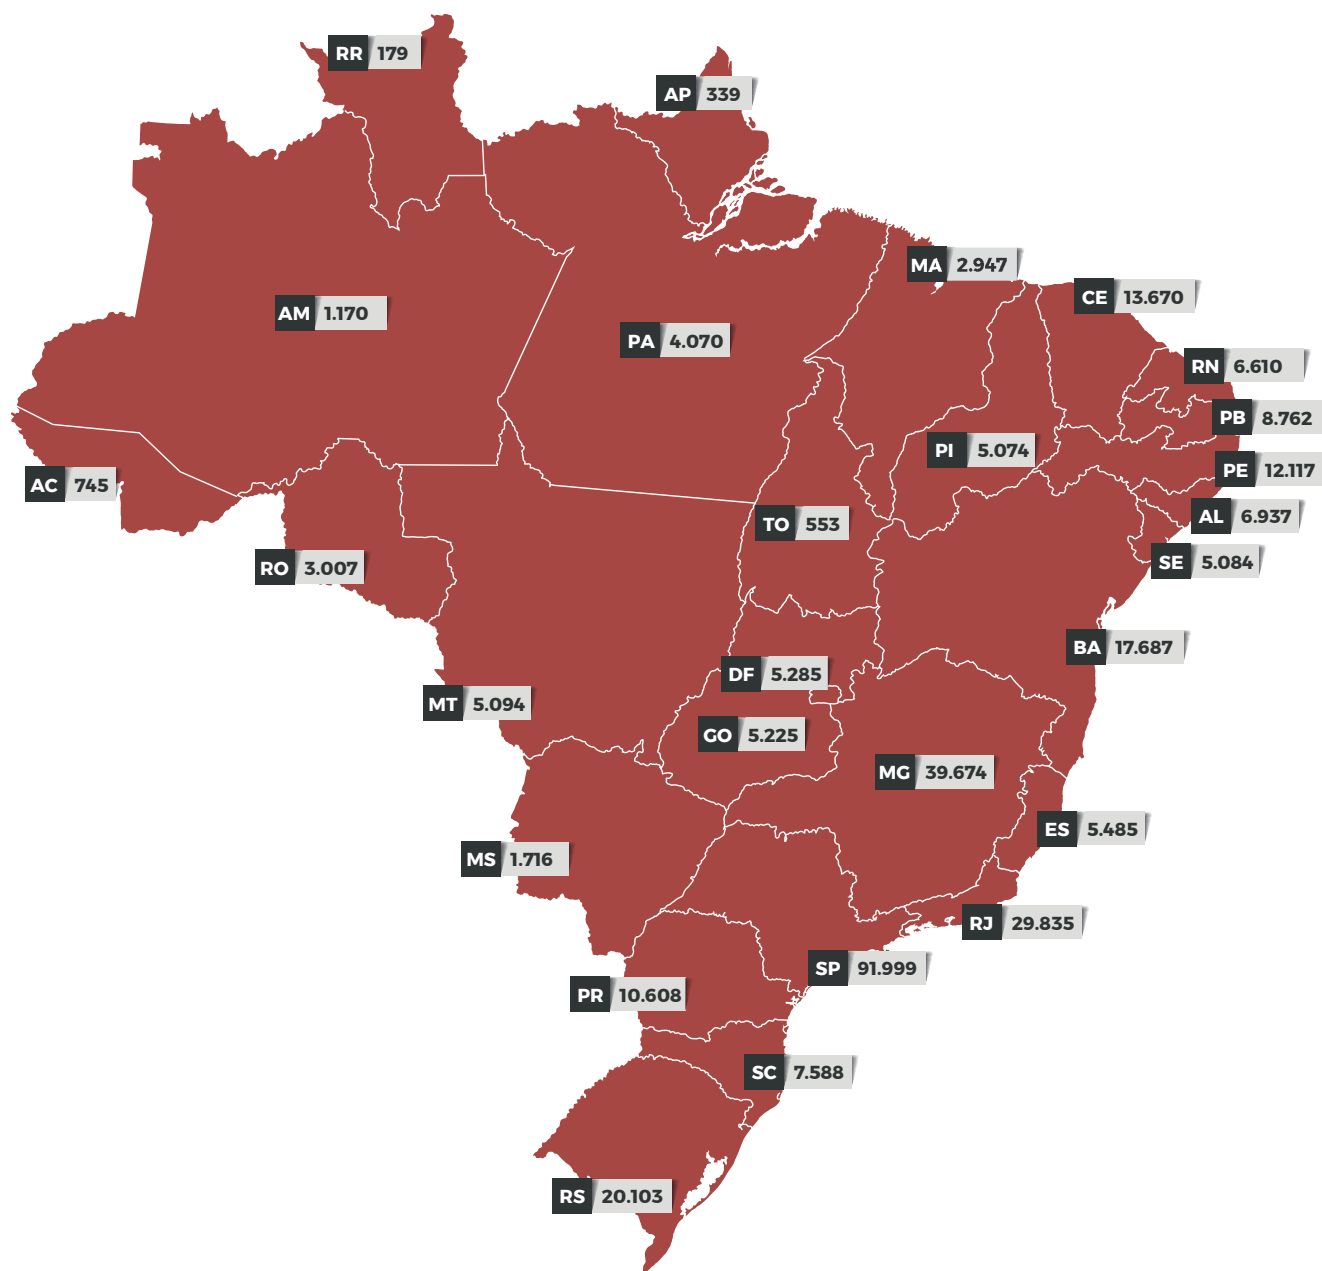 RR 179
AP 339
MA 2.947
CE 13.670
AM 1.170
PA 4.070
RN 6.610
PB 8.762
PI 5.074
PE 12.117
AC 745
AL 6.937
TO 553
SE 5.084
RO 3.007
BA 17.687
DF 5.285
MT 5.094
GO 5.225
MG 39.674
ES 5.485
MS 1.716
RJ 29.835
SP 91.999
PR 10.608
SC 7.588
RS 20.103